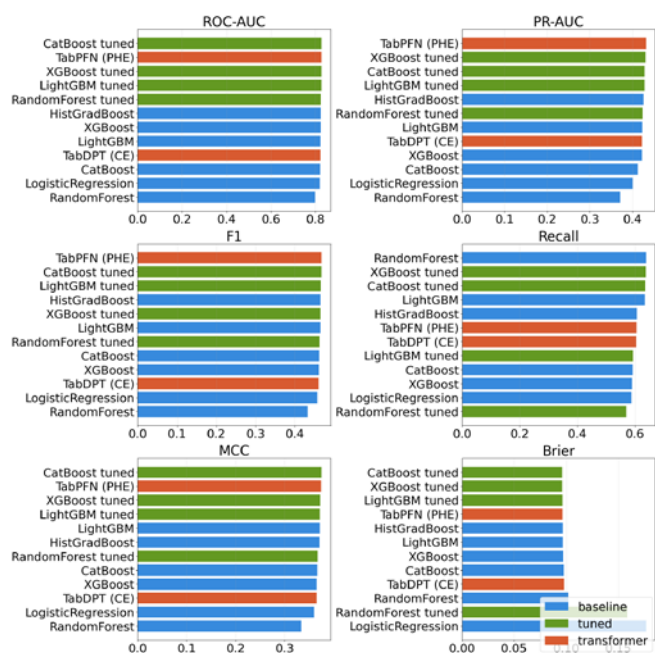 ROC-AUC
CatBoost tuned
TabPFN (PHE)
XGBoost tuned
LightGBM tuned
RandomForest tuned
HistGradBoost
XGBoost
LightGBM
TabDPT (CE)
CatBoost
LogisticRegression
RandomForest
0.0 0.2 0.4 0.6 0.8
PR-AUC
TabPFN (PHE)
XGBoost tuned
CatBoost tuned
LightGBM tuned
HistGradBoost
RandomForest tuned
LightGBM
TabDPT (CE)
XGBoost
CatBoost
LogisticRegression
RandomForest
0.0 0.1 0.2 0.3 0.4
F1
TabPFN (PHE)
CatBoost tuned
LightGBM tuned
HistGradBoost
XGBoost tuned
LightGBM
RandomForest tuned
CatBoost
XGBoost
TabDPT (CE)
LogisticRegression
RandomForest
0.0 0.1 0.2 0.3 0.4
Recall
RandomForest
XGBoost tuned
CatBoost tuned
LightGBM
HistGradBoost
TabPFN (PHE)
TabDPT (CE)
LightGBM tuned
CatBoost
XGBoost
LogisticRegression
RandomForest tuned
0.0 0.2 0.4 0.6
MCC
CatBoost tuned
TabPFN (PHE)
XGBoost tuned
LightGBM tuned
LightGBM
HistGradBoost
RandomForest tuned
CatBoost
XGBoost
TabDPT (CE)
LogisticRegression
RandomForest
0.0 0.1 0.2 0.3
Brier
CatBoost tuned
XGBoost tuned
LightGBM tuned
TabPFN (PHE)
HistGradBoost
LightGBM
XGBoost
CatBoost
TabDPT (CE)
RandomForest
RandomForest tuned
LogisticRegression
0.00 0.05 0.10 0.15
baseline
tuned
transformer